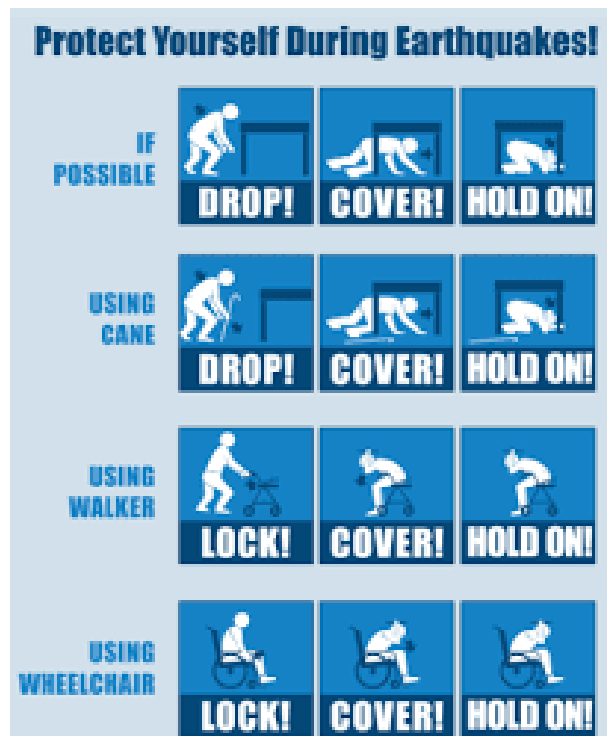 Protect Yourself During Earthquakes!
IF
POSSIBLE
DROP! COVER! HOLD ON!
USING
CANE
DROP! COVER! HOLD ON!
USING
WALKER
LOCK! COVER! HOLD ON!
USING
WHEELCHAIR
LOCK! COVER! HOLD ON!